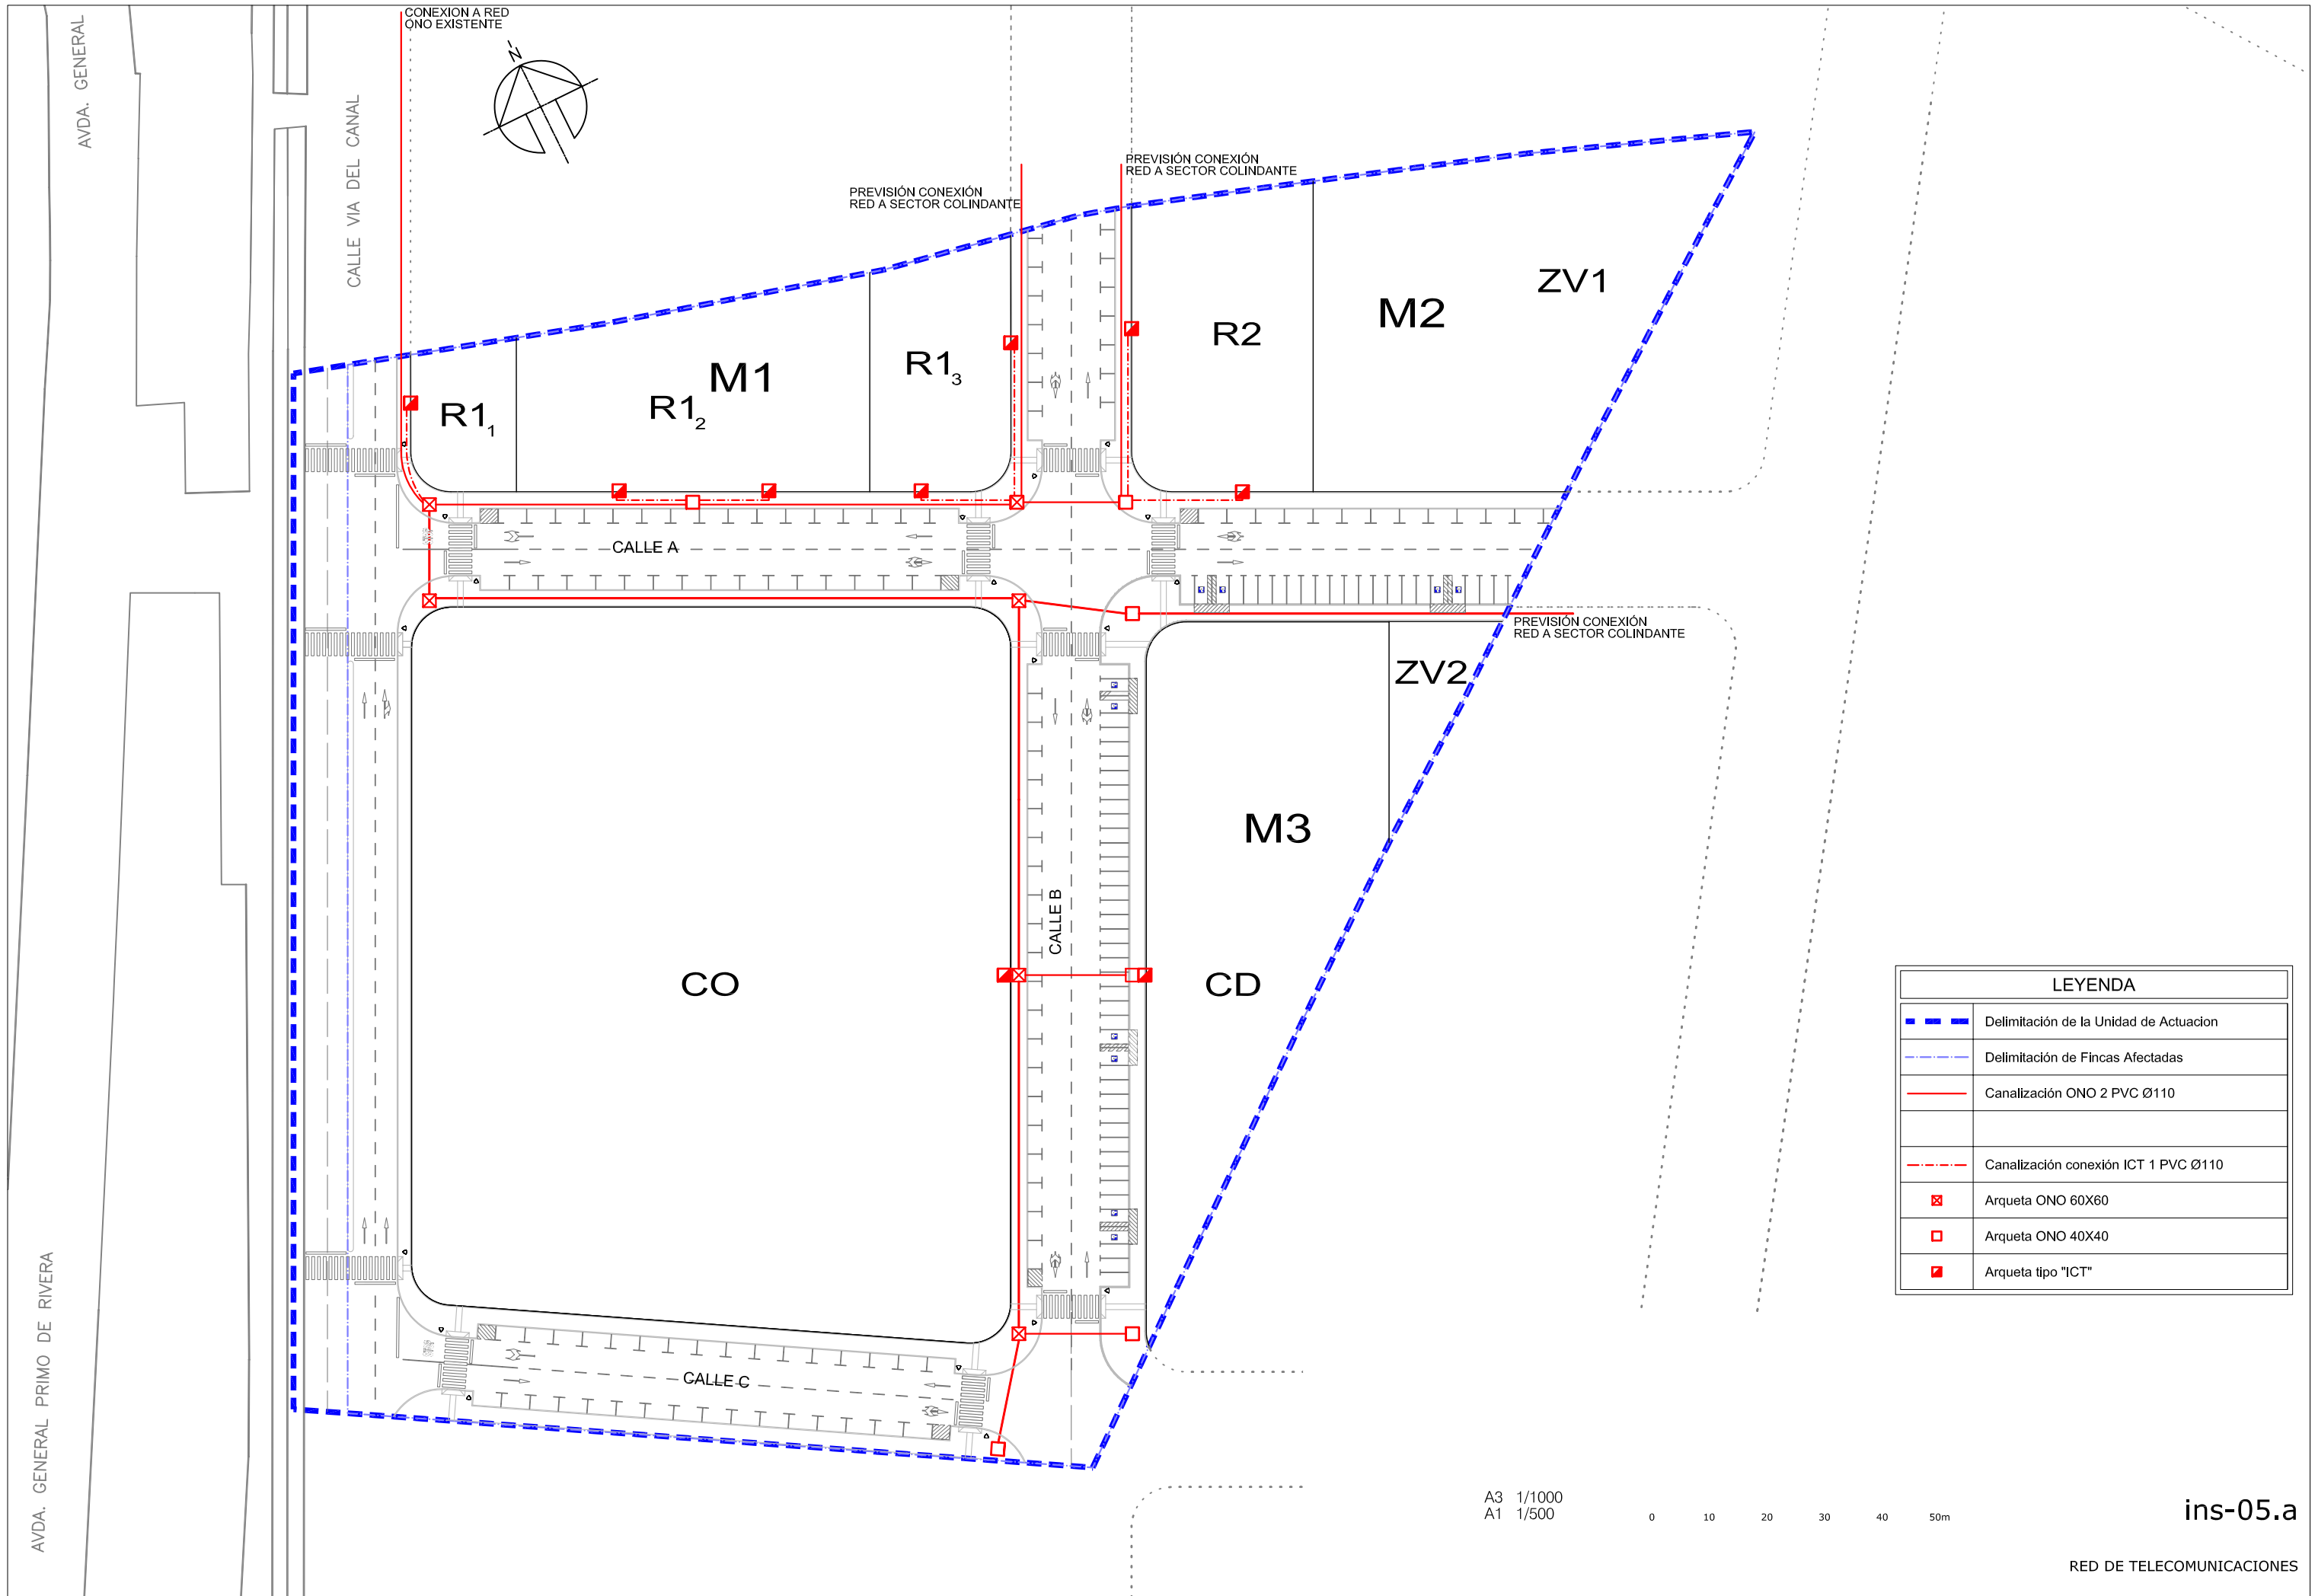 CONEXION A RED
ONO EXISTENTE
AVDA. GENERAL
CALLE VIA DEL CANAL
N
PREVISIÓN CONEXIÓN
RED A SECTOR COLINDANTE
PREVISIÓN CONEXIÓN
RED A SECTOR COLINDANTE
ZV1
M2
R2
M1
R1₃
R1₂
R1₁
CALLE A
PREVISIÓN CONEXIÓN
RED A SECTOR COLINDANTE
ZV2
M3
CALLE B
CO
CD
CALLE C
AVDA. GENERAL PRIMO DE RIVERA
LEYENDA
Delimitación de la Unidad de Actuacion
Delimitación de Fincas Afectadas
Canalización ONO 2 PVC Ø110
Canalización conexión ICT 1 PVC Ø110
Arqueta ONO 60X60
Arqueta ONO 40X40
Arqueta tipo "ICT"
A3 1/1000
A1 1/500
0 10 20 30 40 50m
ins-05.a
RED DE TELECOMUNICACIONES